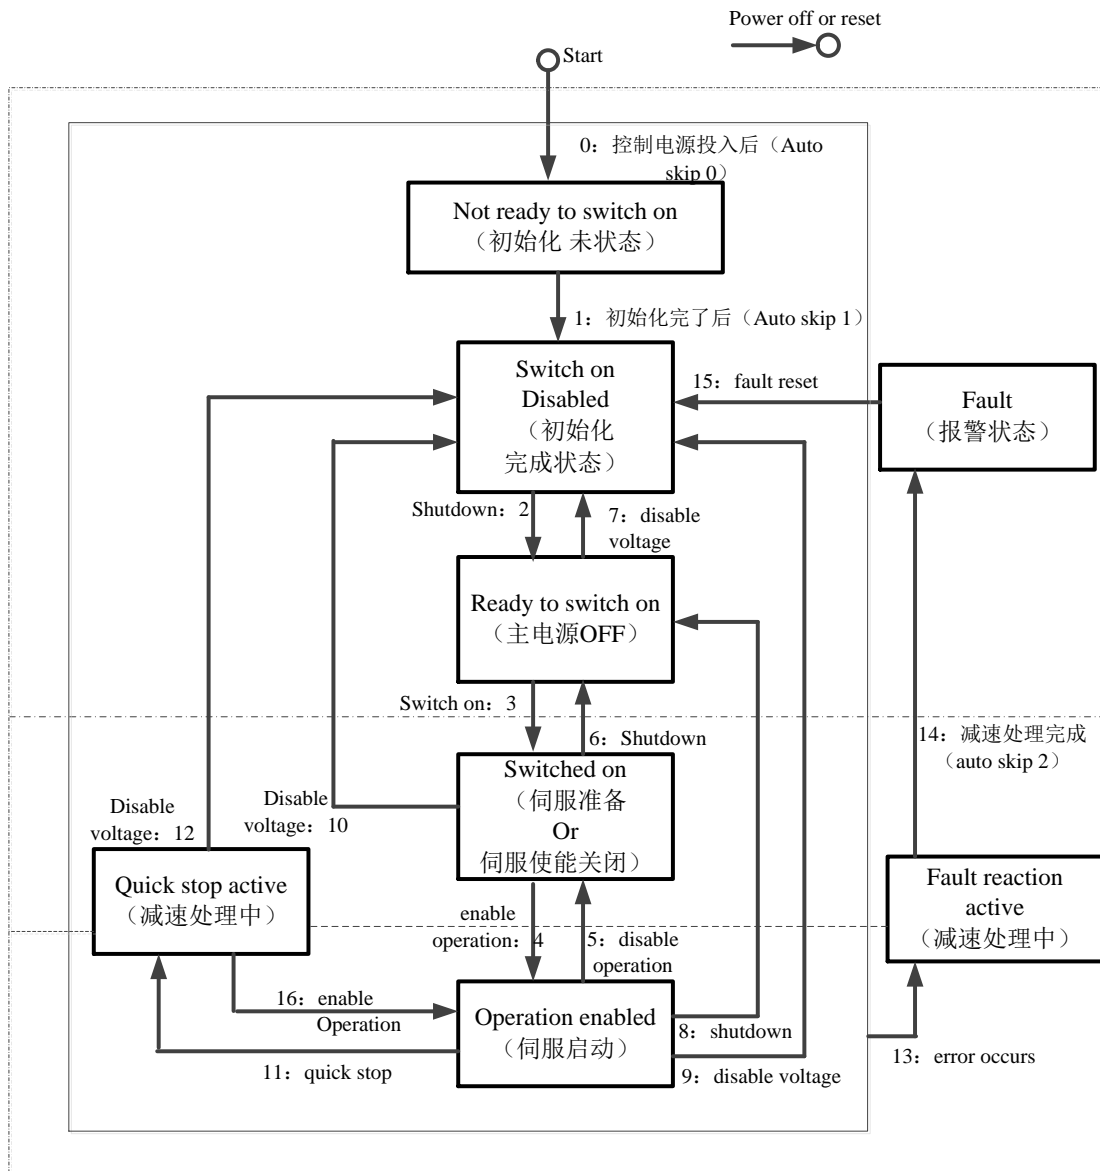 Power off or reset
Start
0：控制电源投入后（Auto
skip 0）
Not ready to switch on
（初始化 未状态）
1：初始化完了后（Auto skip 1）
Switch on
Disabled
（初始化
完成状态）
15：fault reset
Fault
（报警状态）
Shutdown：2
7：disable
voltage
Ready to switch on
（主电源OFF）
Switch on：3
6：Shutdown
14：减速处理完成
（auto skip 2）
Switched on
（伺服准备
Or
伺服使能关闭）
Disable
voltage：12
Disable
voltage：10
Quick stop active
（减速处理中）
Fault reaction
active
（减速处理中）
enable
operation：4
5：disable
operation
16：enable
Operation
Operation enabled
（伺服启动）
8：shutdown
11：quick stop
9：disable voltage
13：error occurs